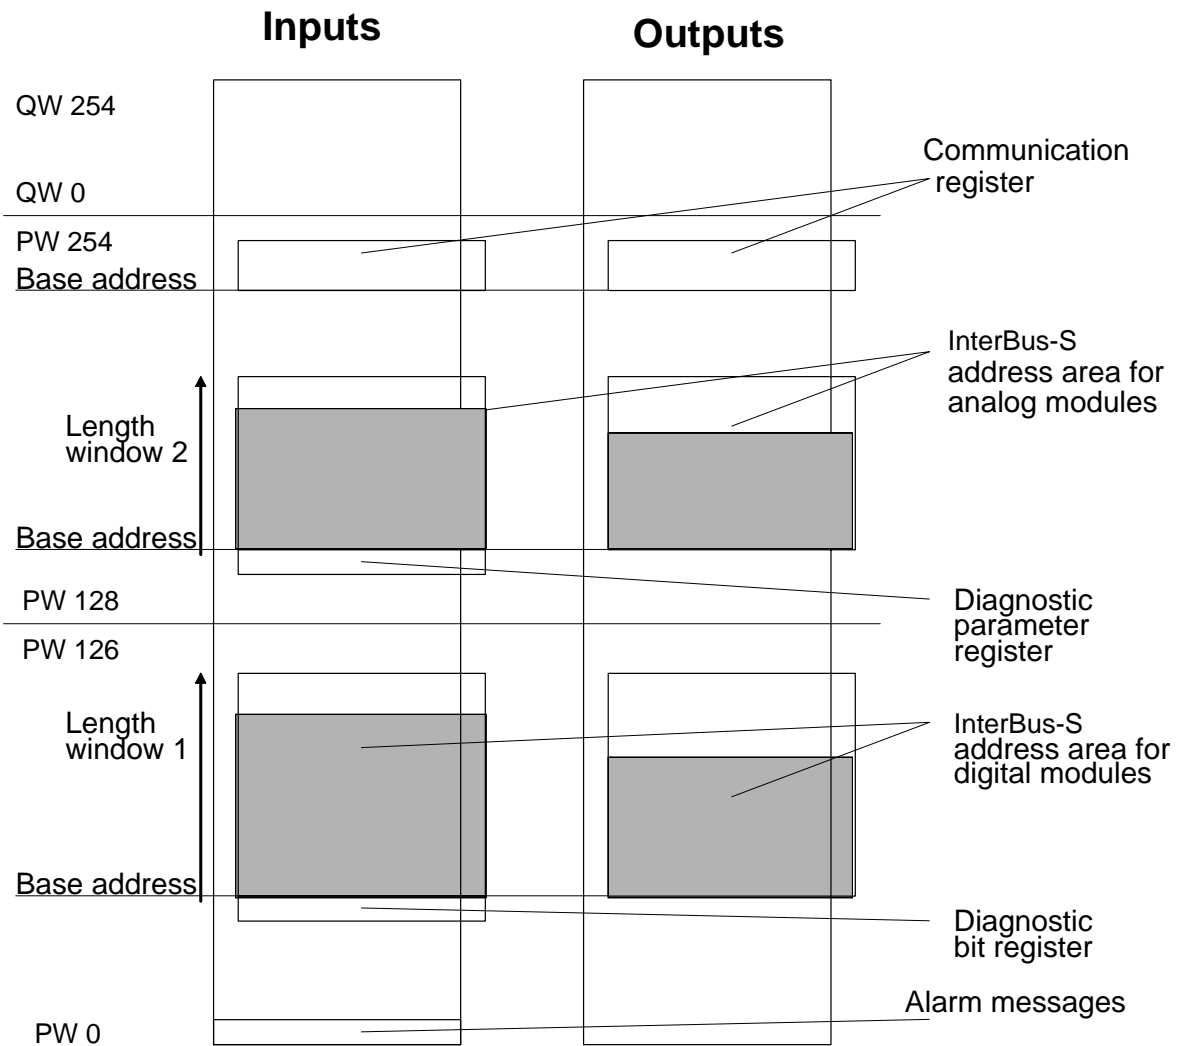 Inputs
Outputs
QW 254
QW 0
Communication
register
PW 254
Base address
InterBus-S
address area for
analog modules
Length
window 2
Base address
PW 128
Diagnostic
parameter
register
PW 126
Length
window 1
InterBus-S
address area for
digital modules
Base address
Diagnostic
bit register
Alarm messages
PW 0